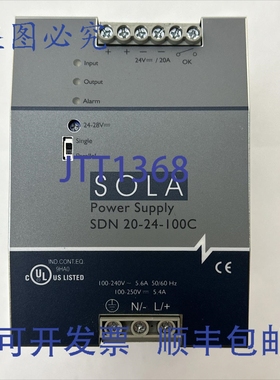 果图必究
+ + − −
24V⎓ / 20A
OK
Input
Output
Alarm
24-28V⎓
Single
JTT1368
SOLA
Power Supply
SDN 20-24-100C
IND.CONT.EQ.
9HA0
c UL US LISTED
CE
100-240V~ 5.6A 50/60 Hz
100-250V⎓ 5.4A
N/- L/+
可开发票 顺丰包邮